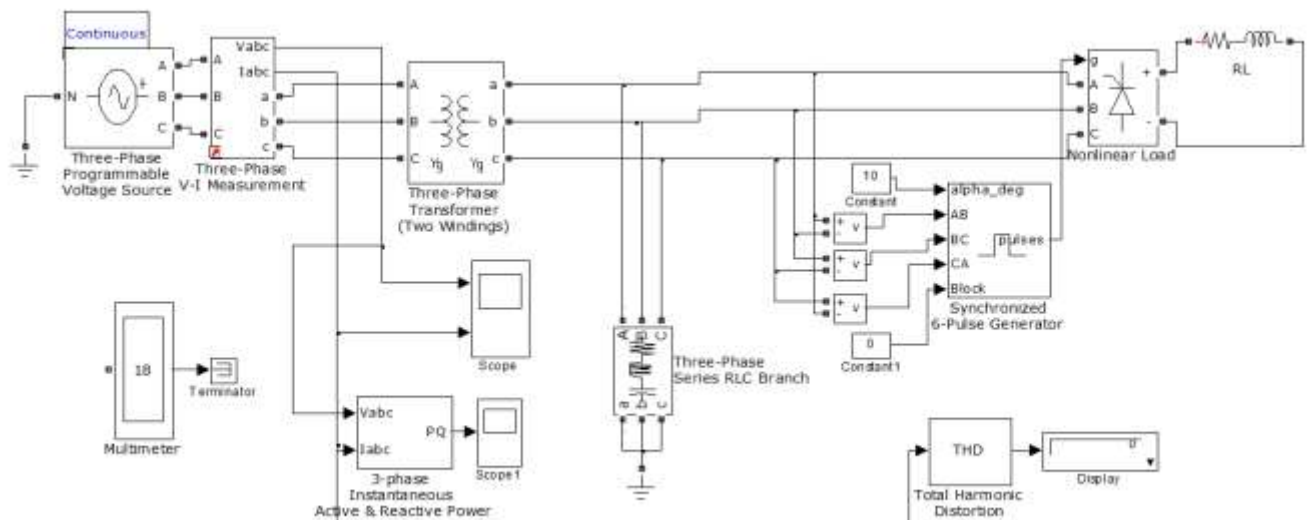 Continuous
N
A
B
C
Three-Phase
Programmable
Voltage Source
A
B
C
Vabc
Iabc
a
b
c
Three-Phase
V-I Measurement
A
B
C
a
b
c
Yg
Yg
Three-Phase
Transformer
(Two Windings)
g
A
B
C
+
-
Nonlinear Load
RL
10
Constant
+
-
v
+
-
v
+
-
v
alpha_deg
AB
BC
CA
Block
pulses
Synchronized
6-Pulse Generator
0
Constant1
Scope
18
Multimeter
Terminator
Vabc
Iabc
PQ
3-phase
Instantaneous
Active & Reactive Power
Scope1
A
B
C
a
c
Three-Phase
Series RLC Branch
THD
Total Harmonic
Distortion
0
Display